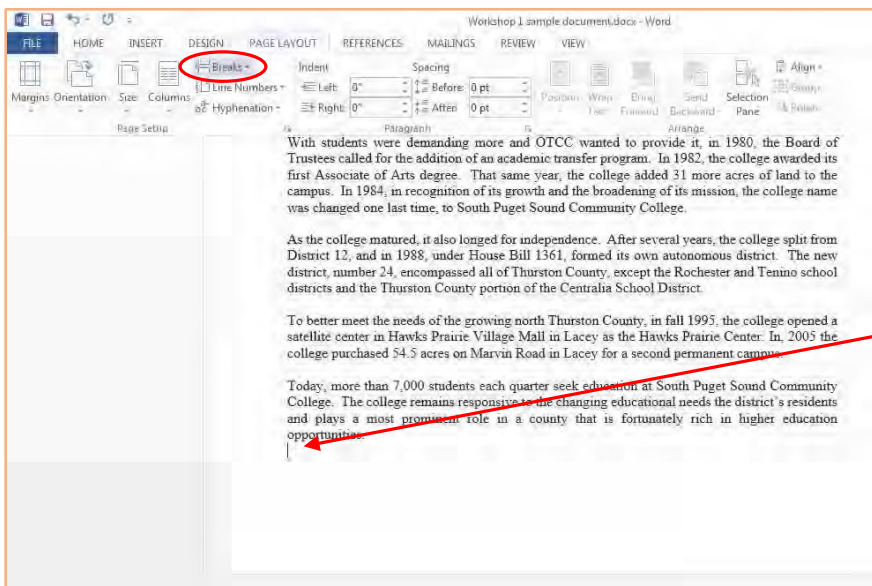 Workshop 1 sample document.docx - Word
FILE HOME INSERT DESIGN PAGE LAYOUT REFERENCES MAILINGS REVIEW VIEW
Breaks Indent Spacing Align
Line Numbers Left: 0" Before: 0 pt Group
Margins Orientation Size Columns Hyphenation Right: 0" After: 0 pt Position Wrap Text Bring Forward Send Backward Selection Pane Rotate
Page Setup Paragraph Arrange
With students were demanding more and OTCC wanted to provide it, in 1980, the Board of
Trustees called for the addition of an academic transfer program. In 1982, the college awarded its
first Associate of Arts degree. That same year, the college added 31 more acres of land to the
campus. In 1984, in recognition of its growth and the broadening of its mission, the college name
was changed one last time, to South Puget Sound Community College.
As the college matured, it also longed for independence. After several years, the college split from
District 12, and in 1988, under House Bill 1361, formed its own autonomous district. The new
district, number 24, encompassed all of Thurston County, except the Rochester and Tenino school
districts and the Thurston County portion of the Centralia School District.
To better meet the needs of the growing north Thurston County, in fall 1995, the college opened a
satellite center in Hawks Prairie Village Mall in Lacey as the Hawks Prairie Center. In, 2005 the
college purchased 54.5 acres on Marvin Road in Lacey for a second permanent campus.
Today, more than 7,000 students each quarter seek education at South Puget Sound Community
College. The college remains responsive to the changing educational needs the district's residents
and plays a most prominent role in a county that is fortunately rich in higher education
opportunities.